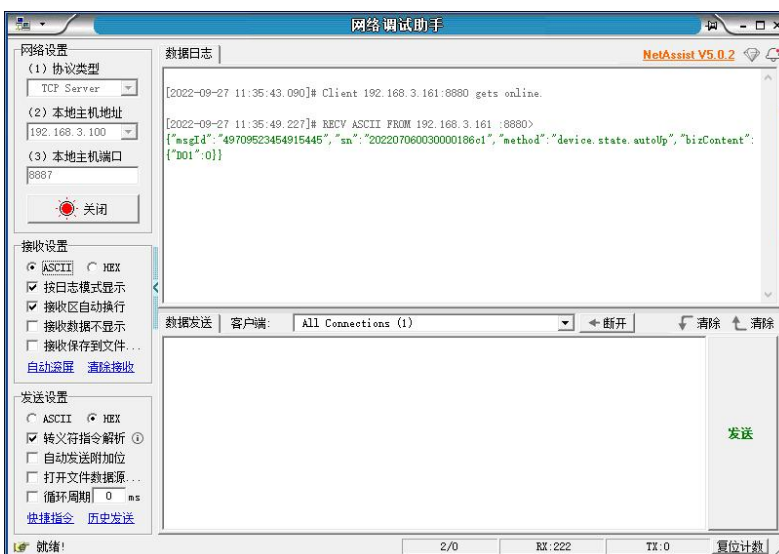 网络调试助手
网络设置
(1) 协议类型
TCP Server
(2) 本地主机地址
192.168.3.100
(3) 本地主机端口
8887
关闭
接收设置
ASCII HEX
按日志模式显示
接收区自动换行
接收数据不显示
接收保存到文件...
自动滚屏 清除接收
发送设置
ASCII HEX
转义符指令解析
自动发送附加位
打开文件数据源...
循环周期 0 ms
快捷指令 历史发送
数据日志
NetAssist V5.0.2
[2022-09-27 11:35:43.090]# Client 192.168.3.161:8880 gets online.
[2022-09-27 11:35:49.227]# RECV ASCII FROM 192.168.3.161 :8880>
{"msgId":"49709523454915445","sn":"202207060030000186c1","method":"device.state.autoUp","bizContent":
{"DO1":0}}
数据发送 客户端: All Connections (1) 断开 清除 清除
发送
就绪! 2/0 RX:222 TX:0 复位计数